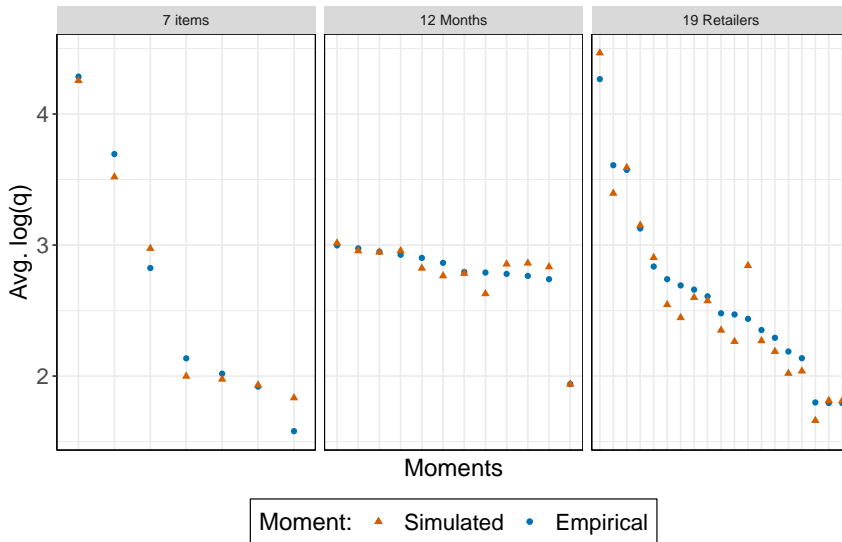 7 items
12 Months
19 Retailers
Avg. log(q)
4
3
2
Moments
Moment: Simulated Empirical